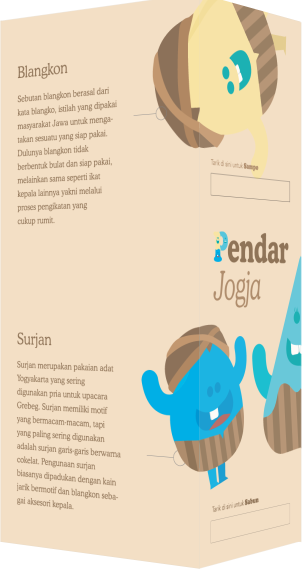 Blangkon
Sebutan blangkon berasal dari
kata blangko, istilah yang dipakai
masyarakat Jawa untuk menga-
takan sesuatu yang siap pakai.
Dulunya blangkon tidak
berbentuk bulat dan siap pakai,
melainkan sama seperti ikat
kepala lainnya yakni melalui
proses pengikatan yang
cukup rumit.
Tarik di sini untuk
Pendar
Jogja
Surjan
Surjan merupakan pakaian adat
Yogyakarta yang sering
digunakan pria untuk upacara
Grebeg. Surjan memiliki motif
yang bermacam-macam, tapi
yang paling sering digunakan
adalah surjan garis-garis berwarna
cokelat. Pengunaan surjan
biasanya dipadukan dengan kain
jarik bermotif dan blangkon seba-
gai aksesori kepala.
Tarik di sini untuk